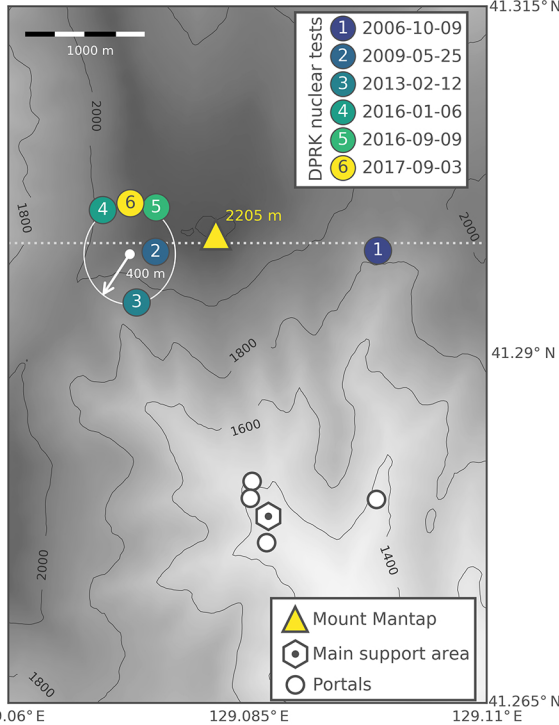 41.315° N
1000 m
DPRK nuclear tests
1 2006-10-09
2 2009-05-25
3 2013-02-12
4 2016-01-06
5 2016-09-09
6 2017-09-03
2000
1800
2000
4
6
5
2205 m
2
1
400 m
3
1800
41.29° N
1600
2000
1400
1800
Mount Mantap
Main support area
Portals
41.265° N
9.06° E
129.085° E
129.11° E